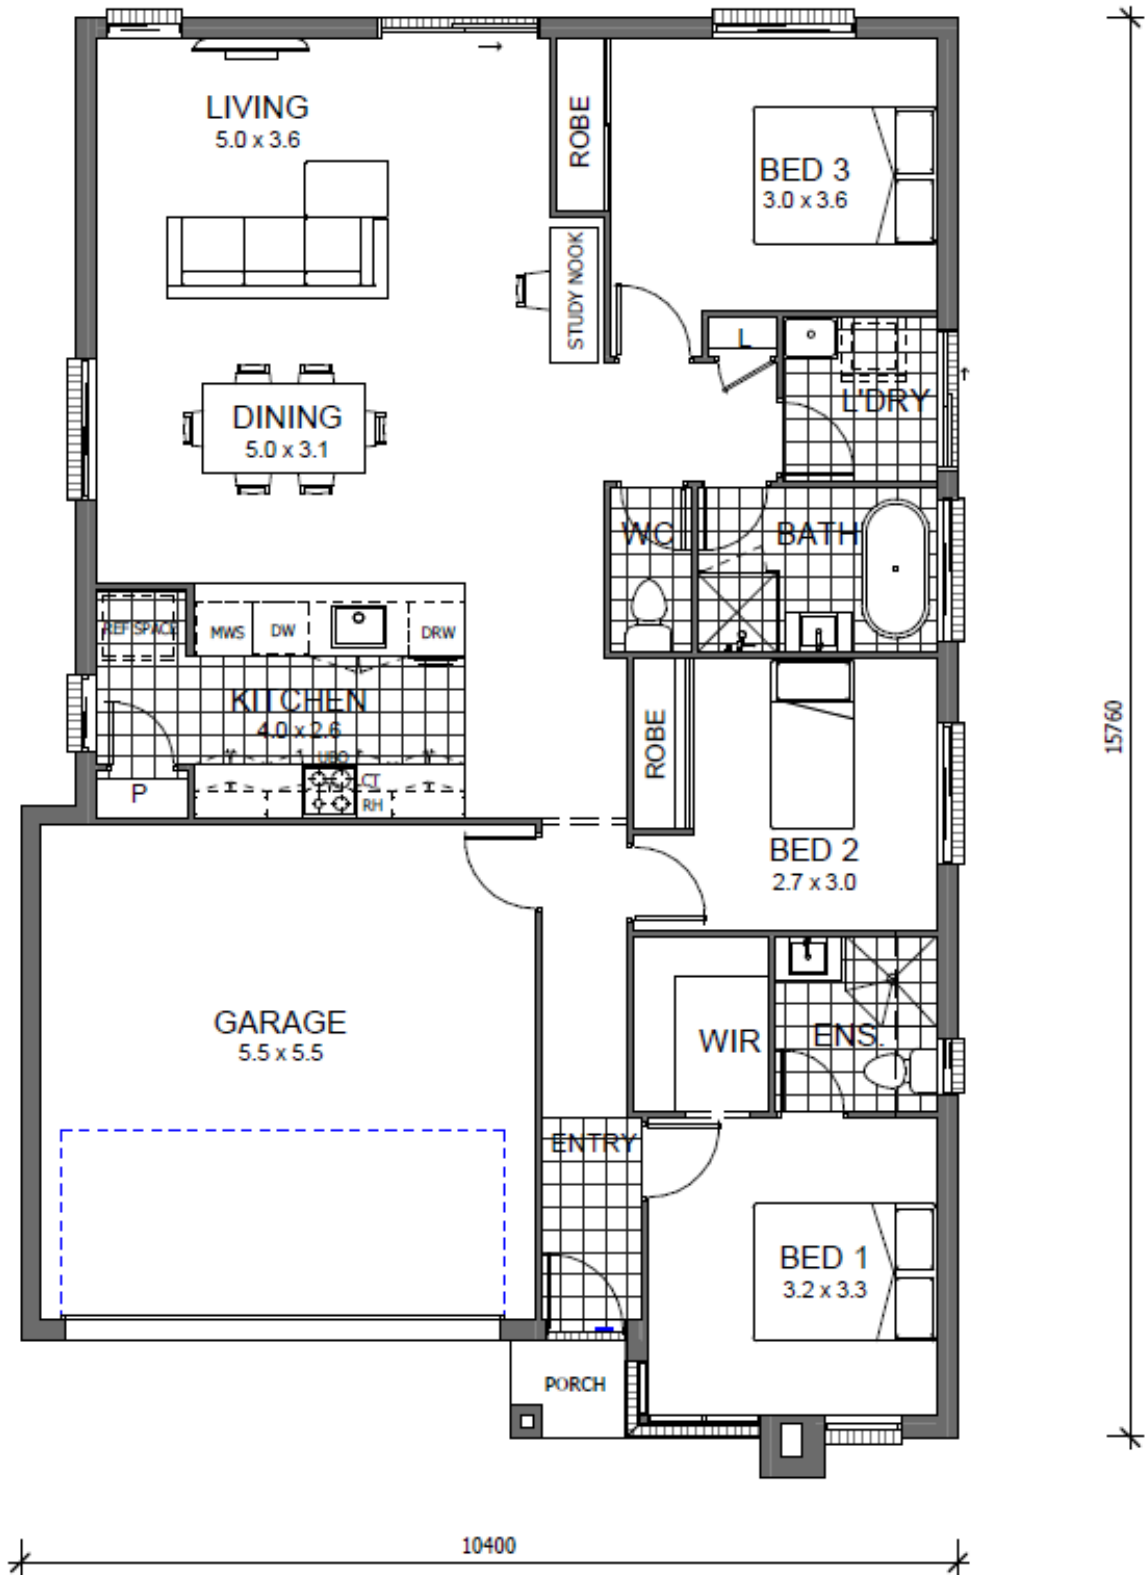 LIVING
5.0 x 3.6
ROBE
BED 3
3.0 x 3.6
STUDY NOOK
L
L'DRY
DINING
5.0 x 3.1
WC
BATH
REF SPACE
MWS
DW
DRW
KITCHEN
4.0 x 2.6
UBO
CT
RH
P
ROBE
BED 2
2.7 x 3.0
15760
GARAGE
5.5 x 5.5
WIR
ENS.
ENTRY
BED 1
3.2 x 3.3
PORCH
10400